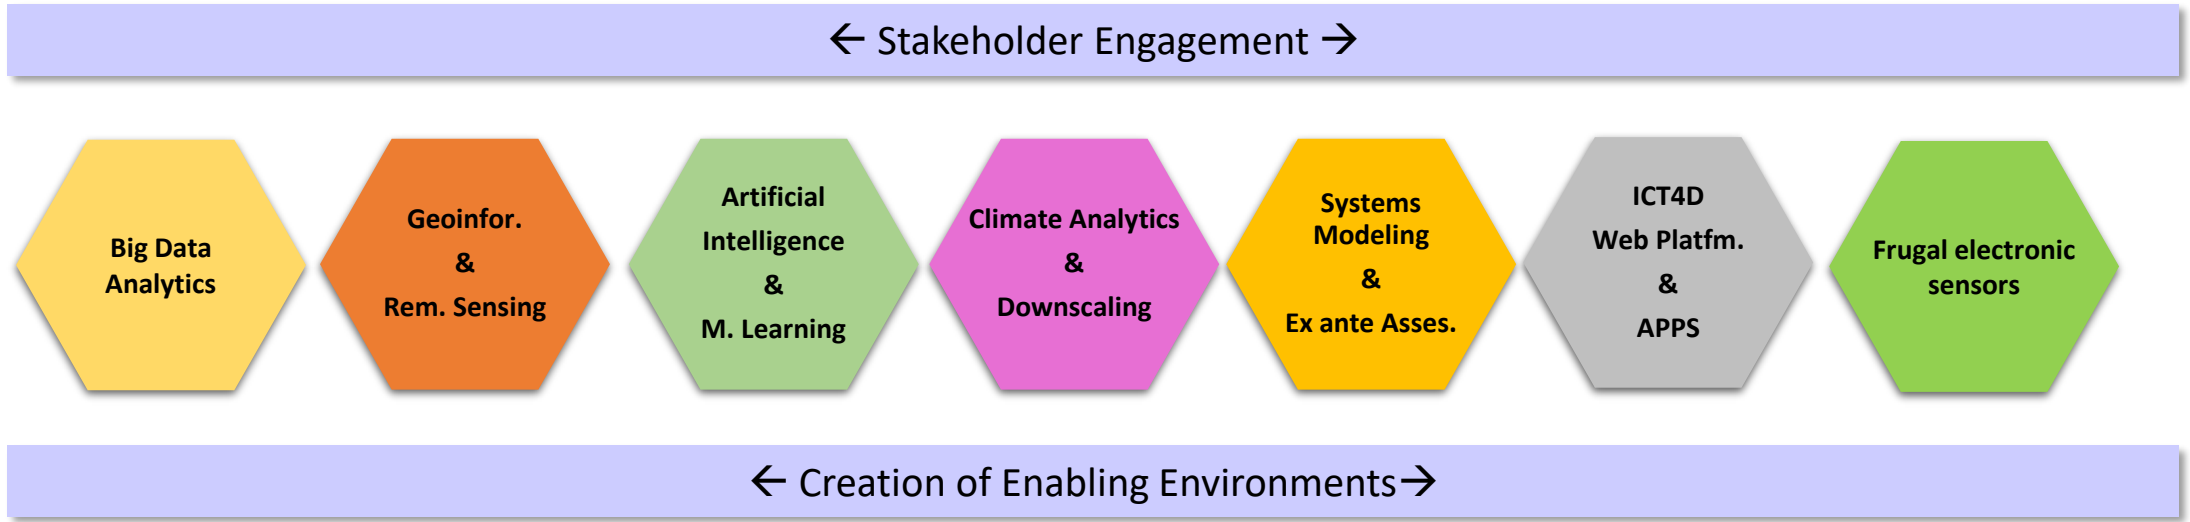 ← Stakeholder Engagement →
Big Data
Analytics
Geoinfor.
&
Rem. Sensing
Artificial
Intelligence
&
M. Learning
Climate Analytics
&
Downscaling
Systems
Modeling
&
Ex ante Asses.
ICT4D
Web Platfm.
&
APPS
Frugal electronic
sensors
← Creation of Enabling Environments→